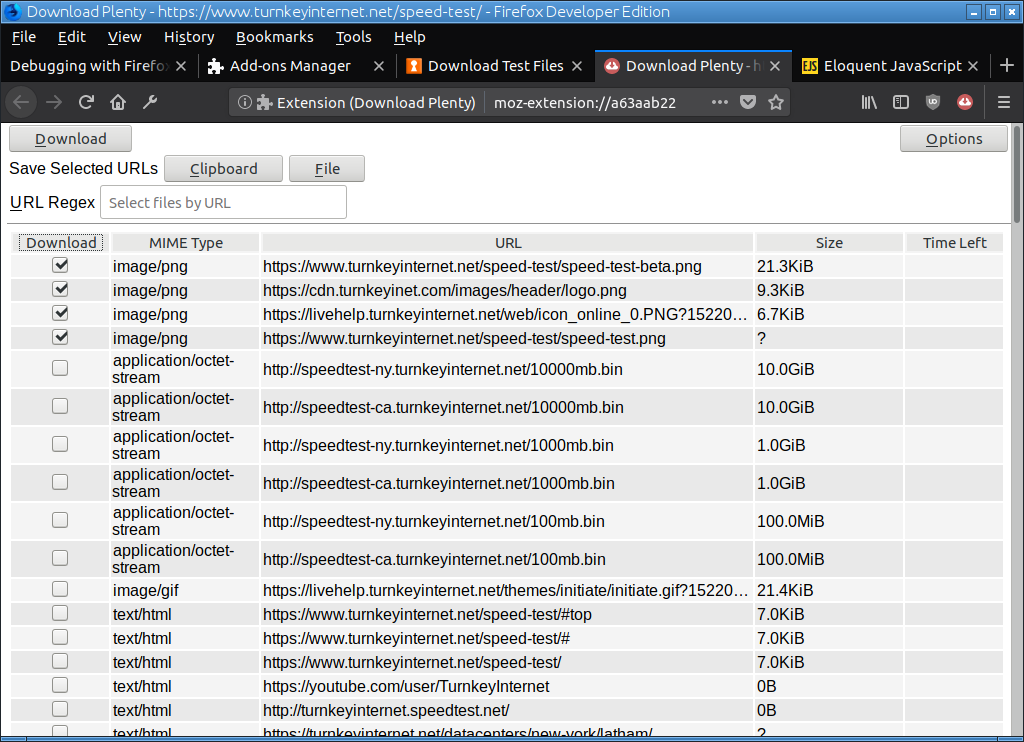 Download Plenty - https://www.turnkeyinternet.net/speed-test/ - Firefox Developer Edition
File Edit View History Bookmarks Tools Help
Debugging with Firefo Add-ons Manager Download Test Files Download Plenty - h Eloquent JavaScript
Extension (Download Plenty) moz-extension://a63aab22
Download Options
Save Selected URLs Clipboard File
URL Regex Select files by URL
Download MIME Type URL Size Time Left
image/png https://www.turnkeyinternet.net/speed-test/speed-test-beta.png 21.3KiB
image/png https://cdn.turnkeyinet.com/images/header/logo.png 9.3KiB
image/png https://livehelp.turnkeyinternet.net/web/icon_online_0.PNG?15220… 6.7KiB
image/png https://www.turnkeyinternet.net/speed-test/speed-test.png ?
application/octet-
stream http://speedtest-ny.turnkeyinternet.net/10000mb.bin 10.0GiB
application/octet-
stream http://speedtest-ca.turnkeyinternet.net/10000mb.bin 10.0GiB
application/octet-
stream http://speedtest-ny.turnkeyinternet.net/1000mb.bin 1.0GiB
application/octet-
stream http://speedtest-ca.turnkeyinternet.net/1000mb.bin 1.0GiB
application/octet-
stream http://speedtest-ny.turnkeyinternet.net/100mb.bin 100.0MiB
application/octet-
stream http://speedtest-ca.turnkeyinternet.net/100mb.bin 100.0MiB
image/gif https://livehelp.turnkeyinternet.net/themes/initiate/initiate.gif?15220… 21.4KiB
text/html https://www.turnkeyinternet.net/speed-test/#top 7.0KiB
text/html https://www.turnkeyinternet.net/speed-test/# 7.0KiB
text/html https://www.turnkeyinternet.net/speed-test/ 7.0KiB
text/html https://youtube.com/user/TurnkeyInternet 0B
text/html http://turnkeyinternet.speedtest.net/ 0B
text/html https://turnkeyinternet.net/datacenters/new-york/latham/ ?